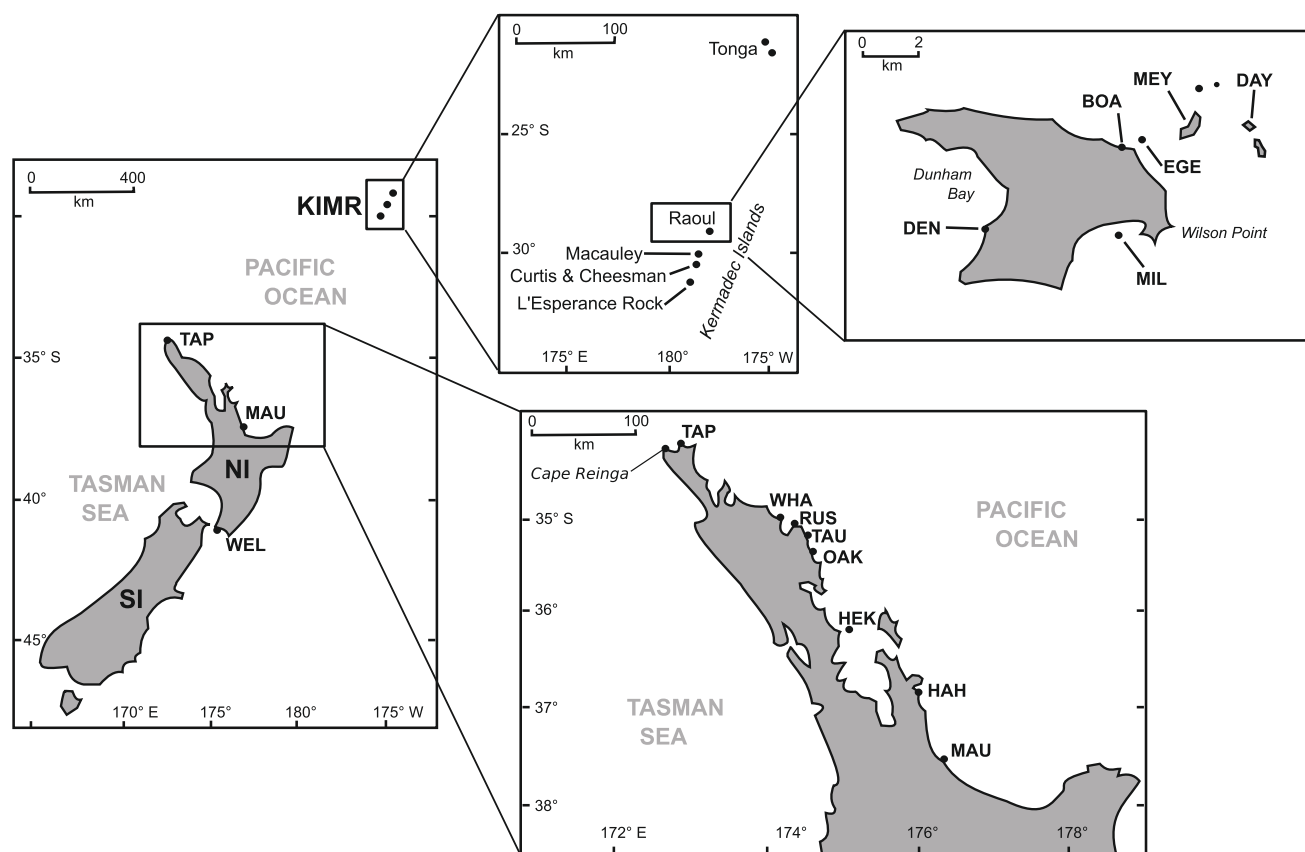 0 400
km
KIMR
PACIFIC
OCEAN
TAP
35° S
MAU
NI
TASMAN
SEA
40°
WEL
SI
45°
170° E 175° 180° 175° W
0 100
km
Tonga
25° S
Raoul
30°
Macauley
Curtis & Cheesman
L'Esperance Rock
Kermadec Islands
175° E 180° 175° W
0 2
km
MEY DAY
BOA
EGE
Dunham
Bay
DEN
Wilson Point
MIL
0 100
km
TAP
Cape Reinga
WHA
RUS
35° S
TAU
OAK
PACIFIC
OCEAN
36°
HEK
HAH
37°
TASMAN
SEA
MAU
38°
172° E 174° 176° 178°